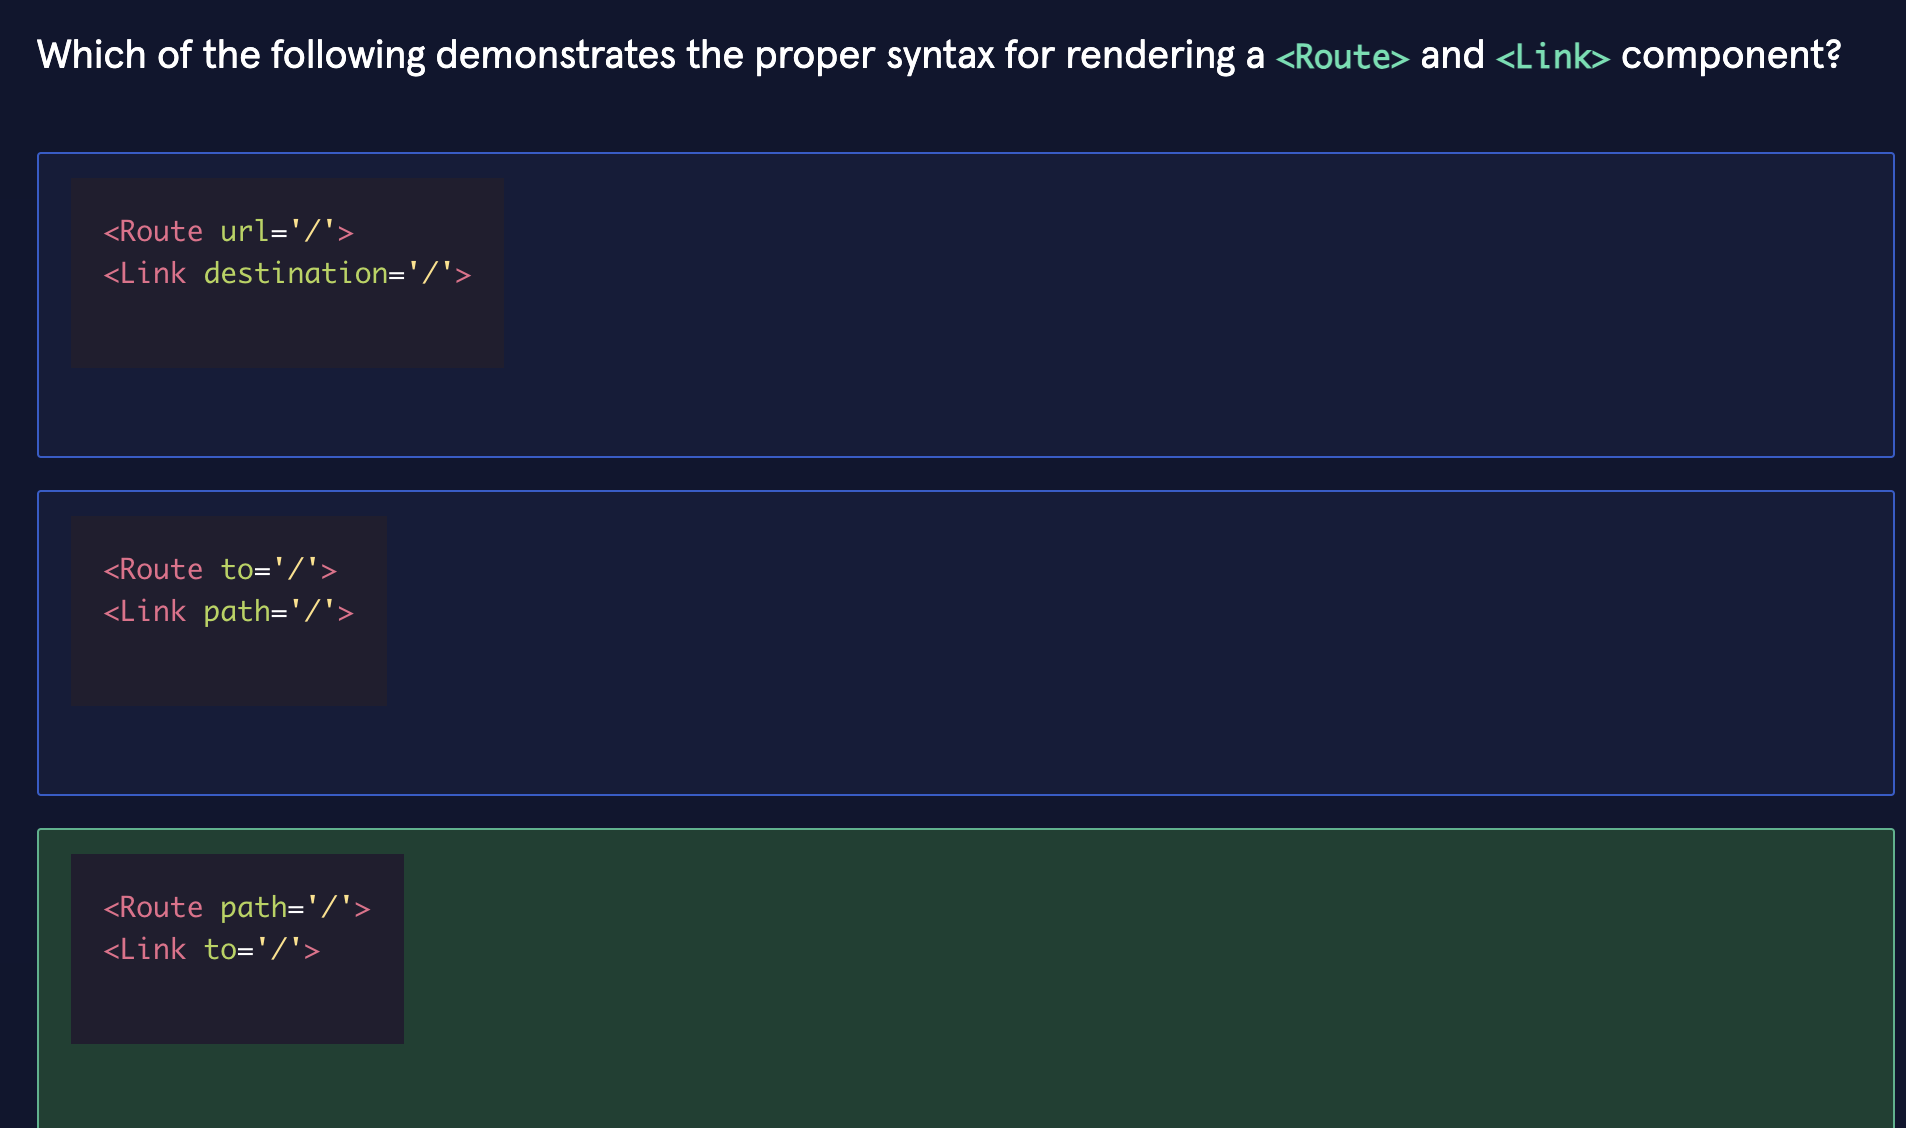 Which of the following demonstrates the proper syntax for rendering a <Route> and <Link> component?
<Route url='/'>
<Link destination='/'>
<Route to='/'>
<Link path='/'>
<Route path='/'>
<Link to='/'>